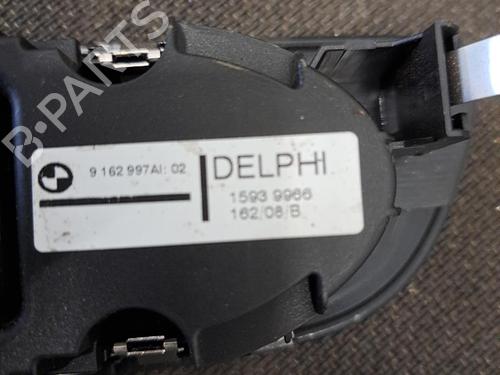 B-PARTS
9 162 997AI: 02
DELPHI
1593 9966
162/08/B